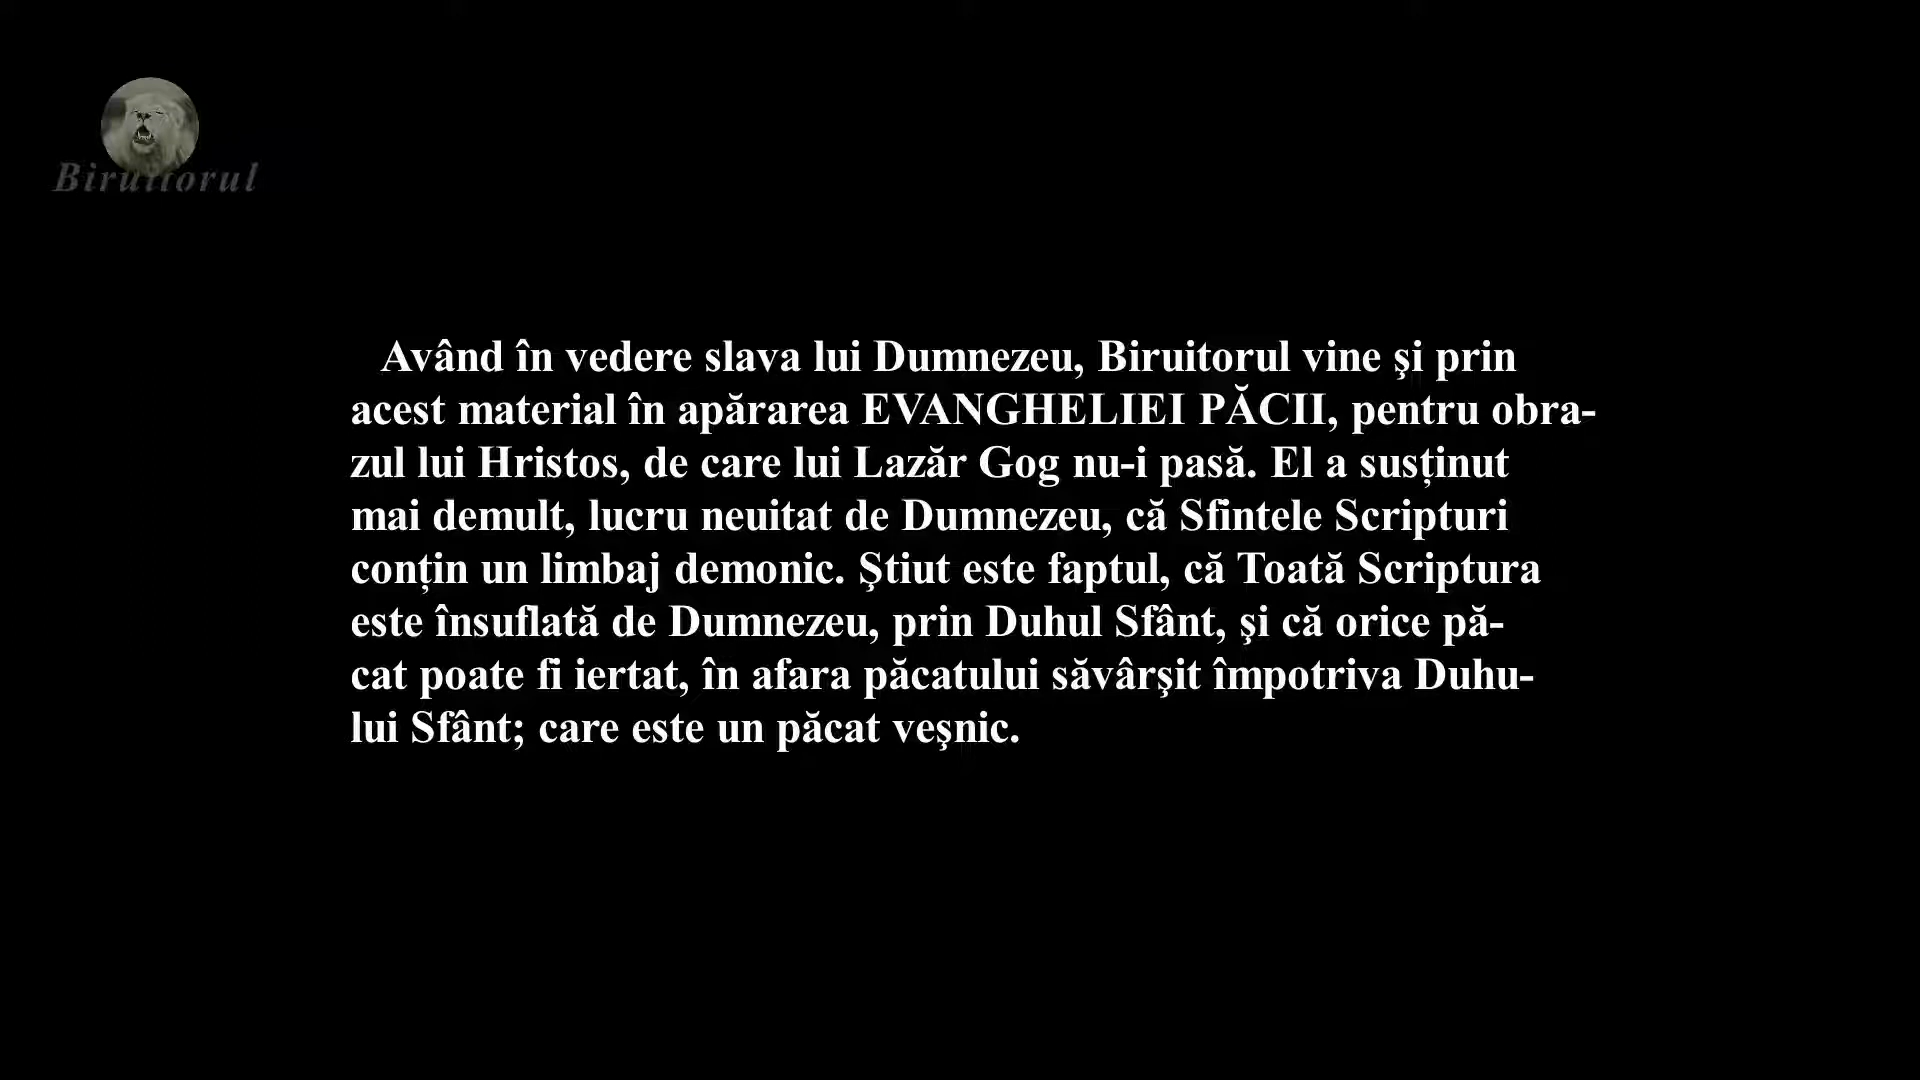 Biruitorul
Având în vedere slava lui Dumnezeu, Biruitorul vine şi prin
acest material în apărarea EVANGHELIEI PĂCII, pentru obra-
zul lui Hristos, de care lui Lazăr Gog nu-i pasă. El a susținut
mai demult, lucru neuitat de Dumnezeu, că Sfintele Scripturi
conțin un limbaj demonic. Ştiut este faptul, că Toată Scriptura
este însuflată de Dumnezeu, prin Duhul Sfânt, şi că orice pă-
cat poate fi iertat, în afara păcatului săvârşit împotriva Duhu-
lui Sfânt; care este un păcat veşnic.